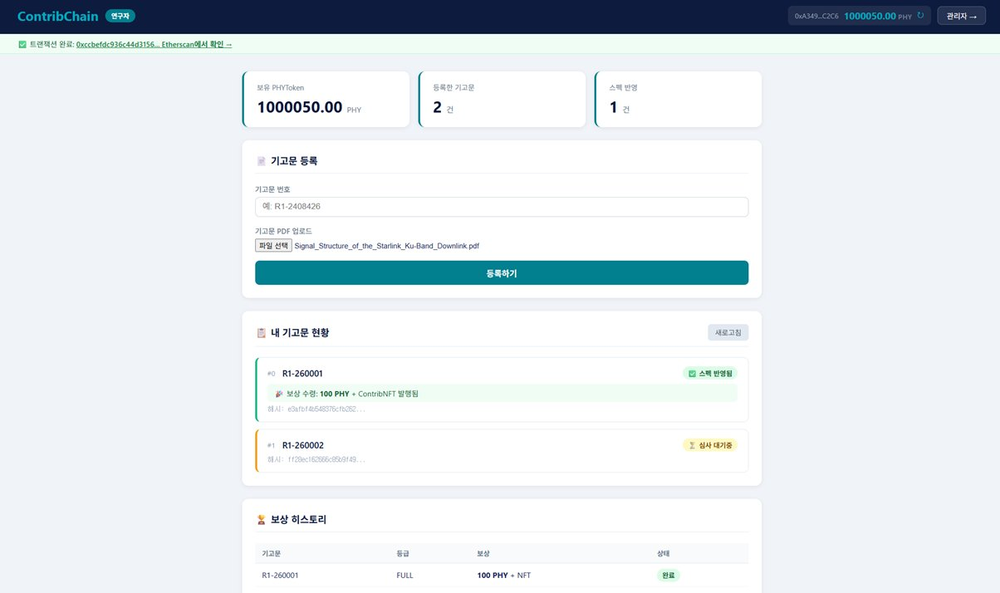 ContribChain 연구자 0xA349...C2C6 1000050.00 PHY ↻ 관리자 →
✅ 트랜잭션 완료: 0xccbefdc936c44d3156... Etherscan에서 확인 →
보유 PHYToken
1000050.00 PHY
등록한 기고문
2 건
스펙 반영
1 건
📄 기고문 등록
기고문 번호
예: R1-2408426
기고문 PDF 업로드
파일 선택 Signal_Structure_of_the_Starlink_Ku-Band_Downlink.pdf
등록하기
📋 내 기고문 현황 새로고침
#0 R1-260001 ✅ 스펙 반영됨
🎉 보상 수령: 100 PHY + ContribNFT 발행됨
해시: e3afbf4b548376cfb262...
#1 R1-260002 ⏳ 심사 대기중
해시: ff28ec162666c85b9f49...
🏆 보상 히스토리
기고문 등급 보상 상태
R1-260001 FULL 100 PHY + NFT 완료